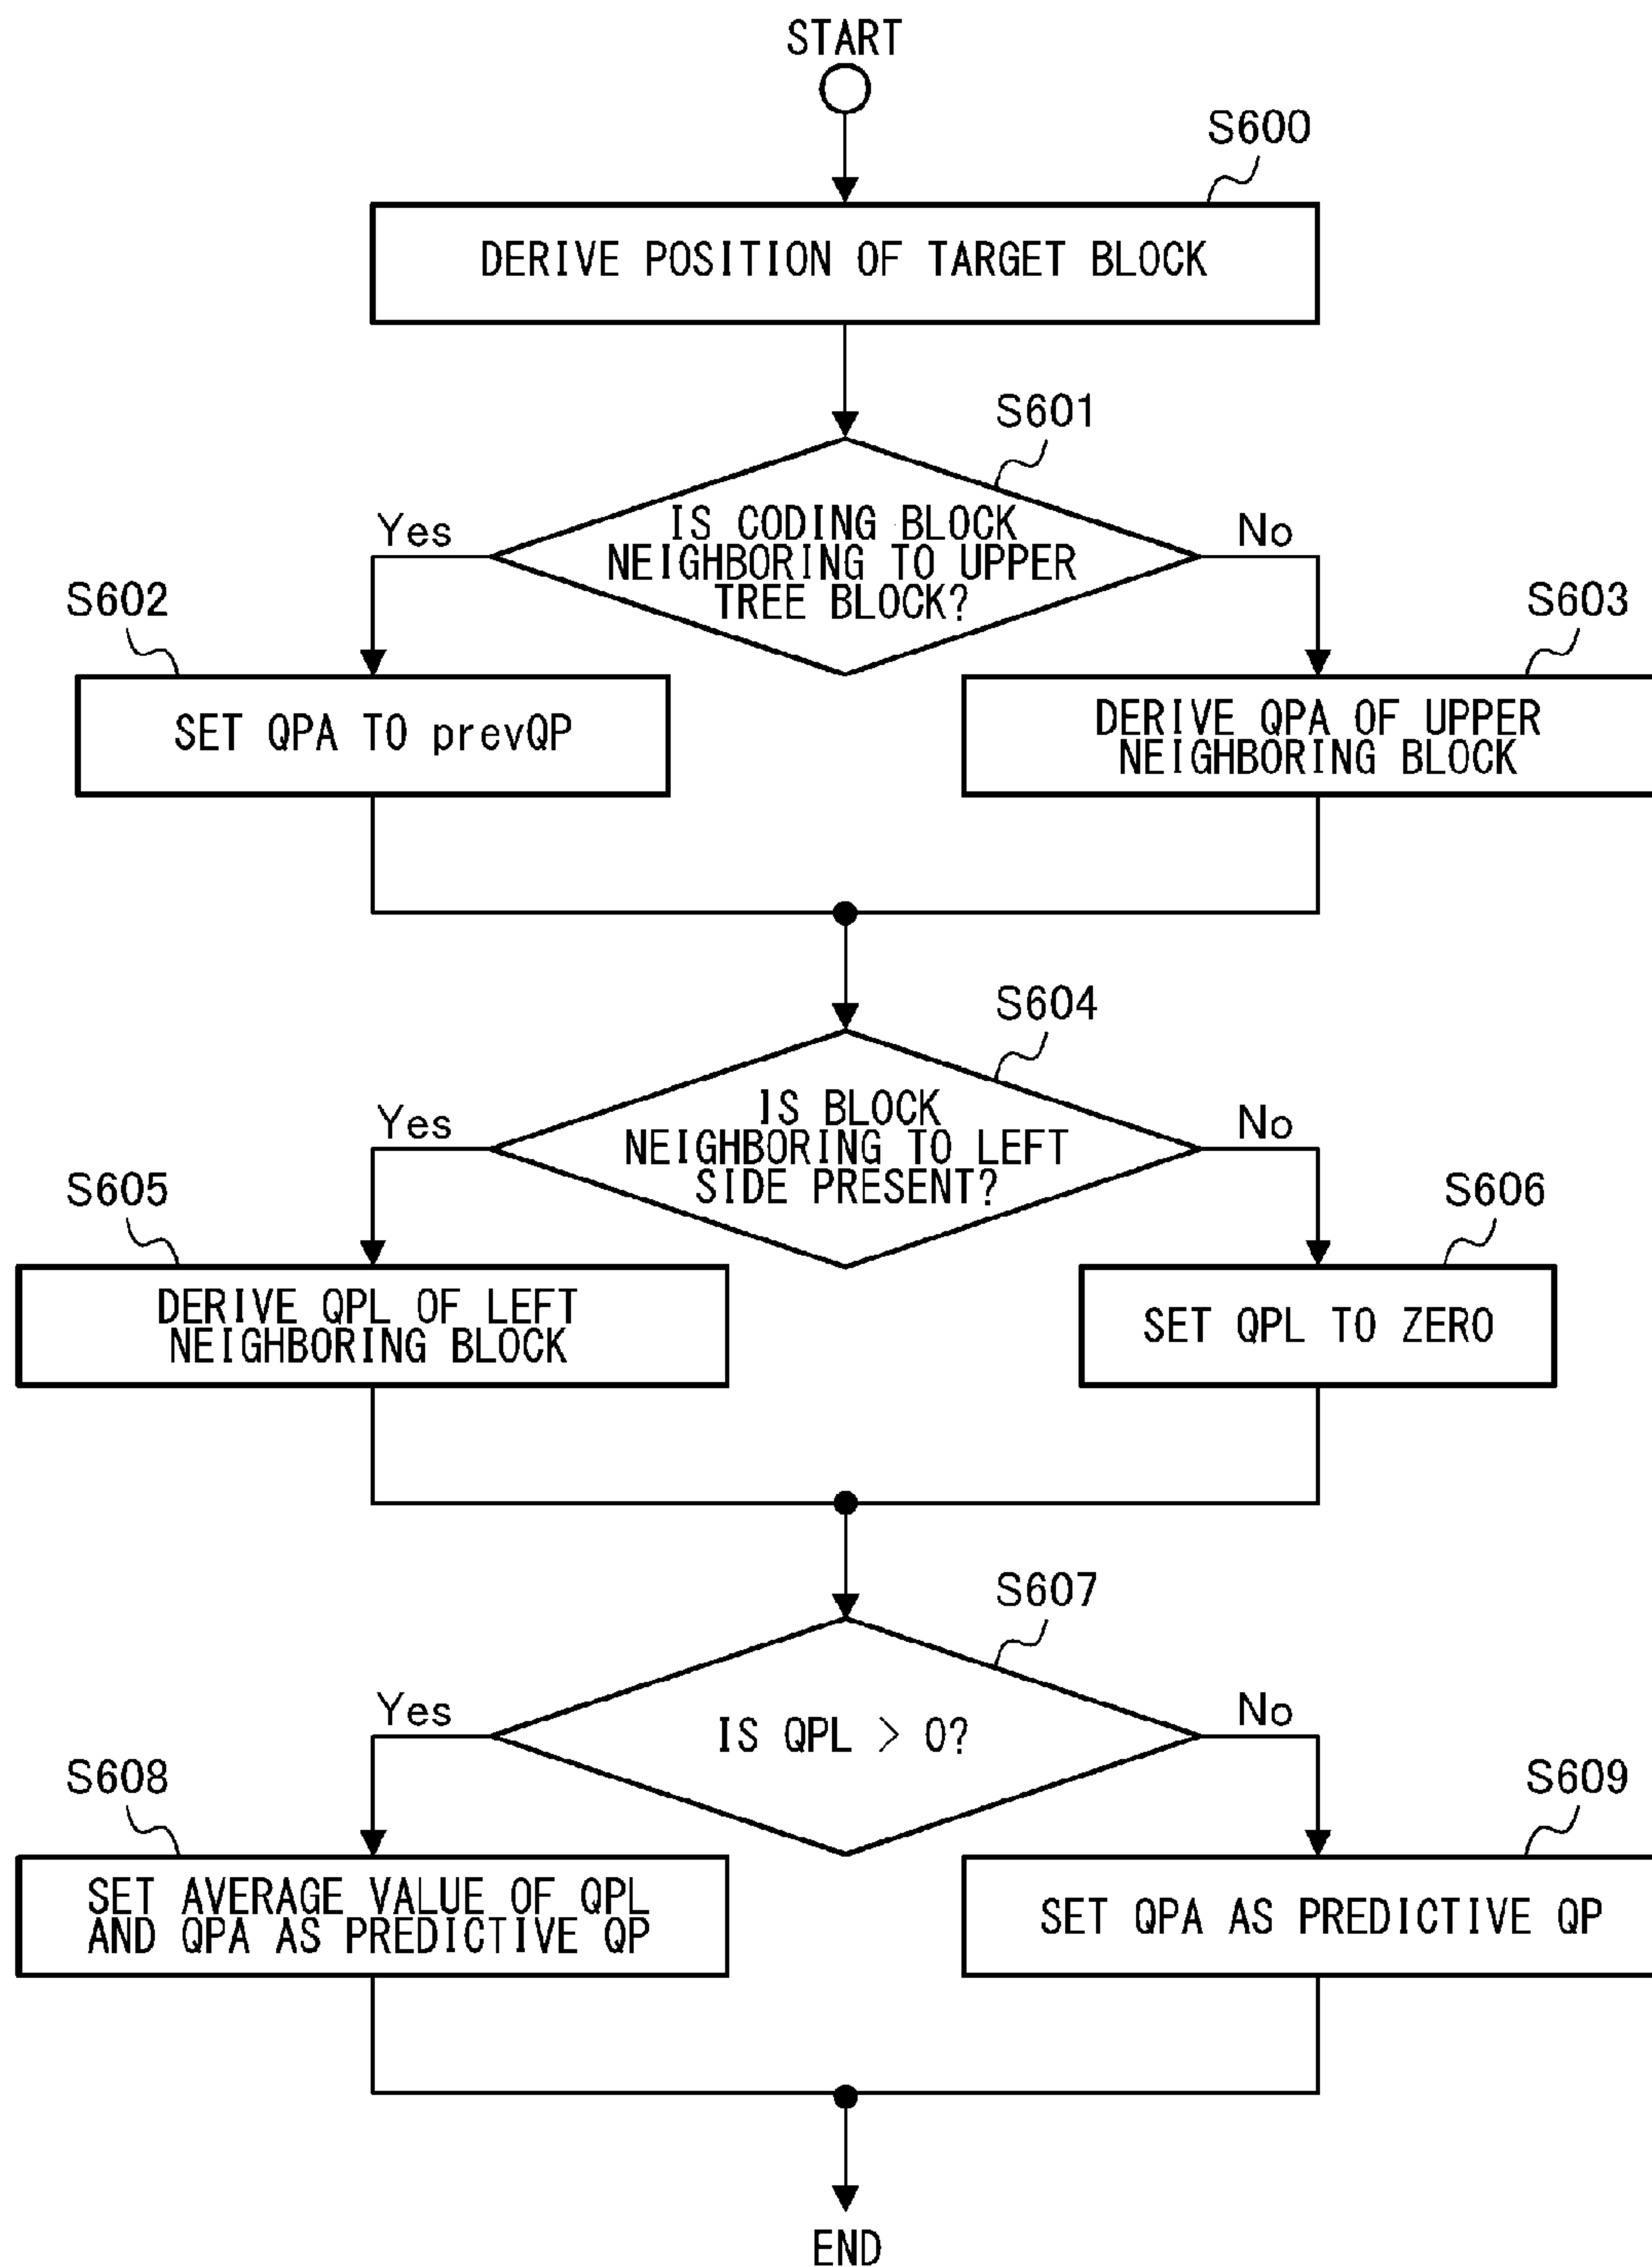 START
S600
DERIVE POSITION OF TARGET BLOCK
S601
IS CODING BLOCK
NEIGHBORING TO UPPER
TREE BLOCK?
Yes
No
S602
S603
SET QPA TO prevQP
DERIVE QPA OF UPPER
NEIGHBORING BLOCK
S604
IS BLOCK
NEIGHBORING TO LEFT
SIDE PRESENT?
Yes
No
S605
S606
DERIVE QPL OF LEFT
NEIGHBORING BLOCK
SET QPL TO ZERO
S607
IS QPL > 0?
Yes
No
S608
S609
SET AVERAGE VALUE OF QPL
AND QPA AS PREDICTIVE QP
SET QPA AS PREDICTIVE QP
END